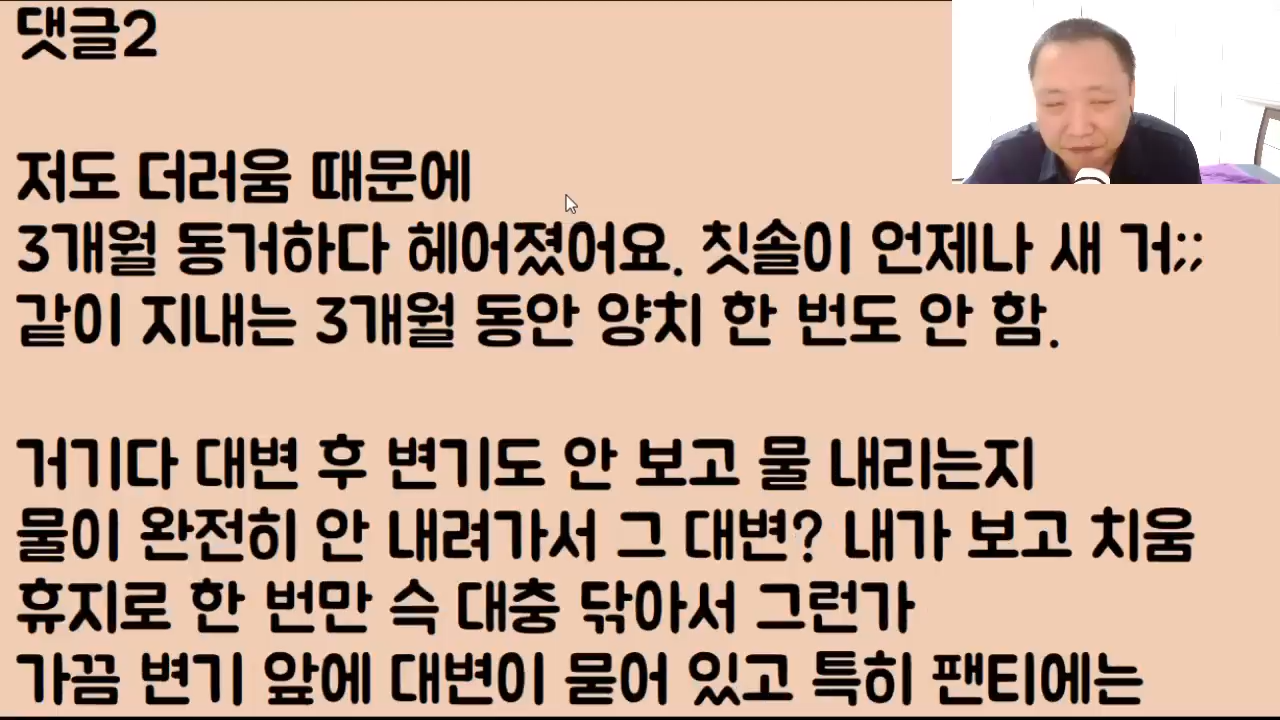 댓글2
저도 더러움 때문에
3개월 동거하다 헤어졌어요. 칫솔이 언제나 새 거;;
같이 지내는 3개월 동안 양치 한 번도 안 함.
거기다 대변 후 변기도 안 보고 물 내리는지
물이 완전히 안 내려가서 그 대변? 내가 보고 치움
휴지로 한 번만 슥 대충 닦아서 그런가
가끔 변기 앞에 대변이 묻어 있고 특히 팬티에는